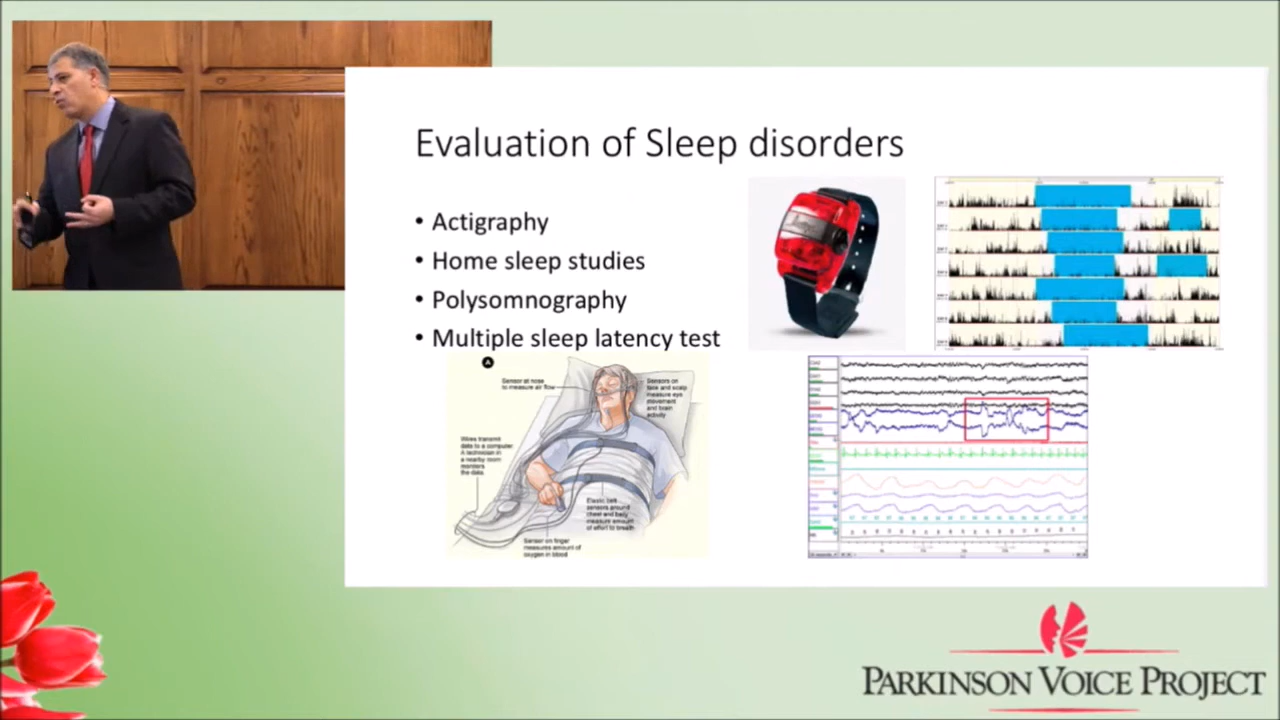 Evaluation of Sleep disorders
• Actigraphy
• Home sleep studies
• Polysomnography
• Multiple sleep latency test
A
Sensor at nose
to measure air flow
Sensors on
face and scalp
measure eye
movement
and brain
activity
Wires transmit
data to a computer.
A technician in
a nearby room
monitors
the data.
Elastic belt
sensors around
chest and belly
measure amount
of effort to breath
Sensor on finger
measures amount of
oxygen in blood
PARKINSON VOICE PROJECT